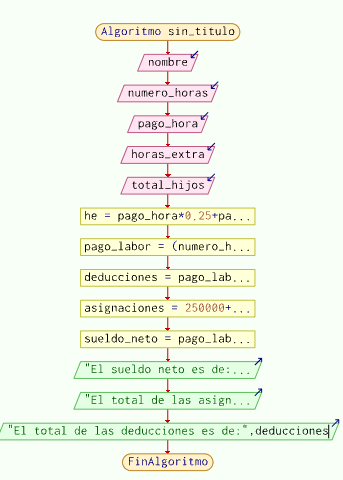 Algoritmo sin_titulo
nombre
numero_horas
pago_hora
horas_extra
total_hijos
he = pago_hora*0.25+pa...
pago_labor = (numero_h...
deducciones = pago_lab...
asignaciones = 250000+...
sueldo_neto = pago_lab...
"El sueldo neto es de:...
"El total de las asign...
"El total de las deducciones es de:",deducciones
FinAlgoritmo